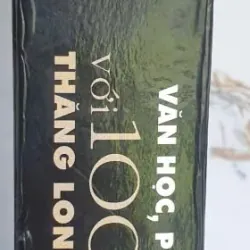 VĂN HỌC, P
với 100
THĂNG LON